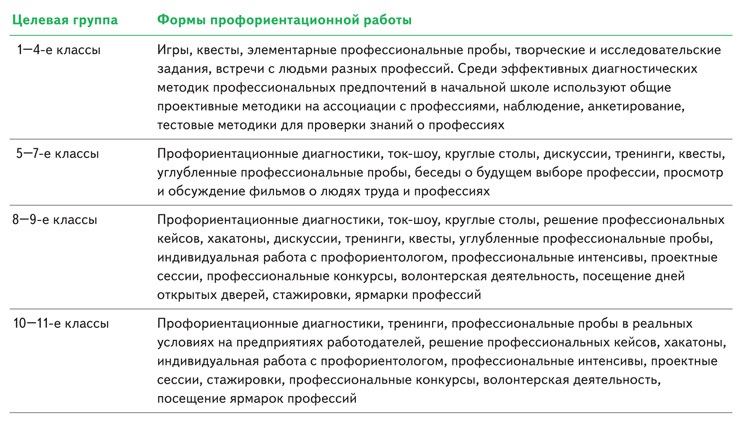 Целевая группа Формы профориентационной работы
1—4-е классы Игры, квесты, элементарные профессиональные пробы, творческие и исследовательские
задания, встречи с людьми разных профессий. Среди эффективных диагностических
методик профессиональных предпочтений в начальной школе используют общие
проективные методики на ассоциации с профессиями, наблюдение, анкетирование,
тестовые методики для проверки знаний о профессиях
5—7-е классы Профориентационные диагностики, ток-шоу, круглые столы, дискуссии, тренинги, квесты,
углубленные профессиональные пробы, беседы о будущем выборе профессии, просмотр
и обсуждение фильмов о людях труда и профессиях
8—9-е классы Профориентационные диагностики, ток-шоу, круглые столы, решение профессиональных
кейсов, хакатоны, дискуссии, тренинги, квесты, углубленные профессиональные пробы,
индивидуальная работа с профориентологом, профессиональные интенсивы, проектные
сессии, профессиональные конкурсы, волонтерская деятельность, посещение дней
открытых дверей, стажировки, ярмарки профессий
10—11-е классы Профориентационные диагностики, тренинги, профессиональные пробы в реальных
условиях на предприятиях работодателей, решение профессиональных кейсов, хакатоны,
индивидуальная работа с профориентологом, профессиональные интенсивы, проектные
сессии, стажировки, профессиональные конкурсы, волонтерская деятельность,
посещение ярмарок профессий